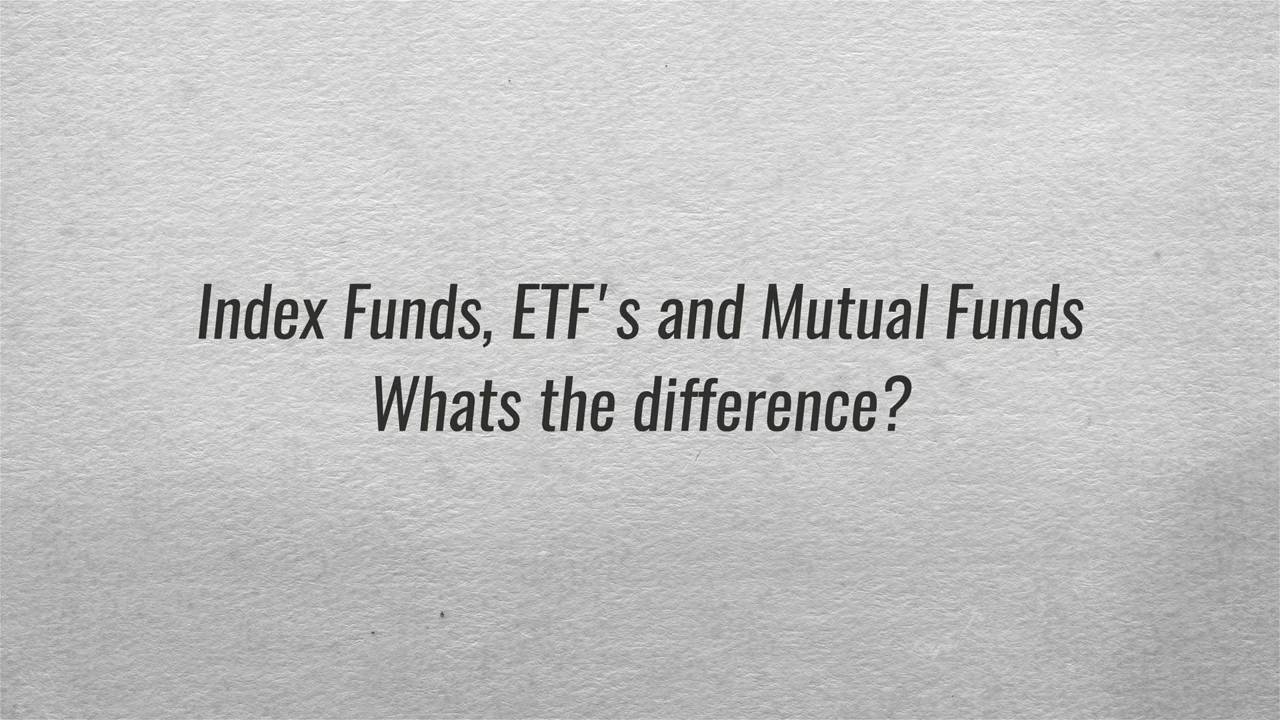 Index Funds, ETF's and Mutual Funds
Whats the difference?